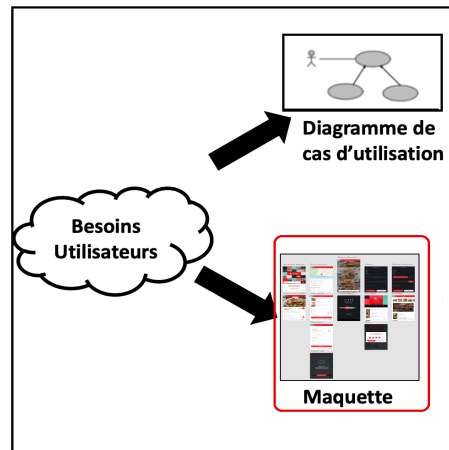 Diagramme de
cas d'utilisation
Besoins
Utilisateurs
Maquette